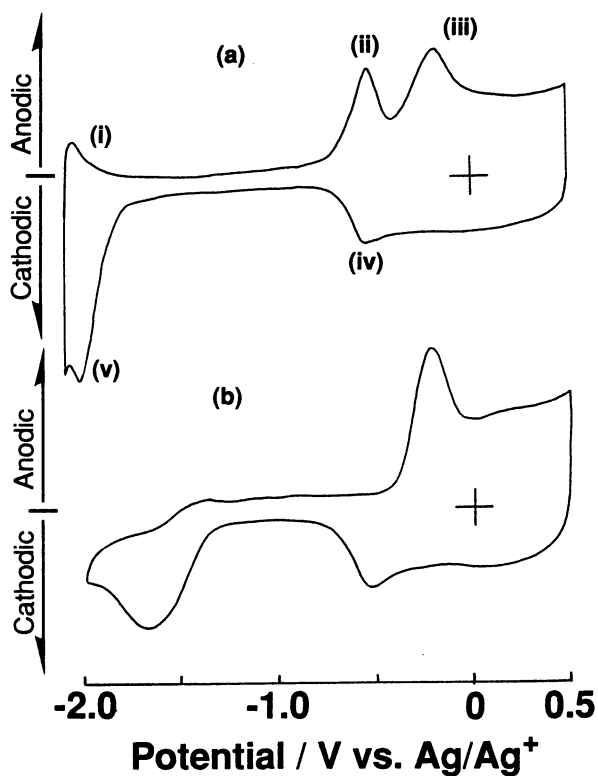 (a)
(ii)
(iii)
(i)
Anodic
Cathodic
(iv)
(v)
(b)
Anodic
Cathodic
-2.0 -1.0 0 0.5
Potential / V vs. Ag/Ag⁺